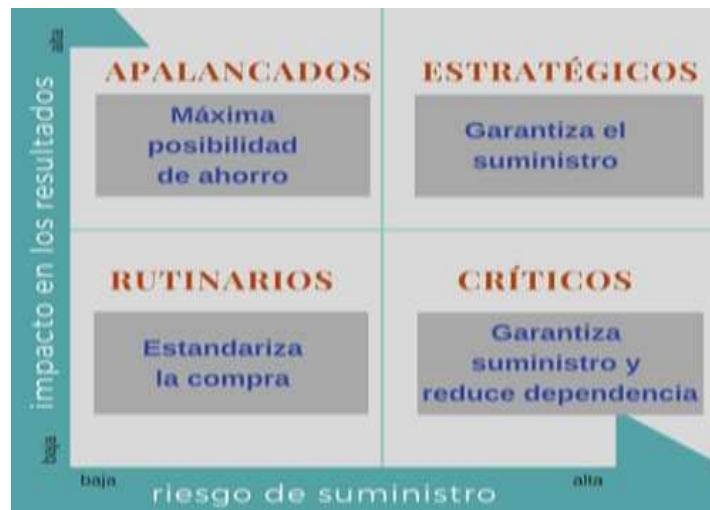 alta
impacto en los resultados
baja
APALANCADOS
Máxima
posibilidad
de ahorro
ESTRATÉGICOS
Garantiza el
suministro
RUTINARIOS
Estandariza
la compra
CRÍTICOS
Garantiza
suministro y
reduce dependencia
baja
riesgo de suministro
alta